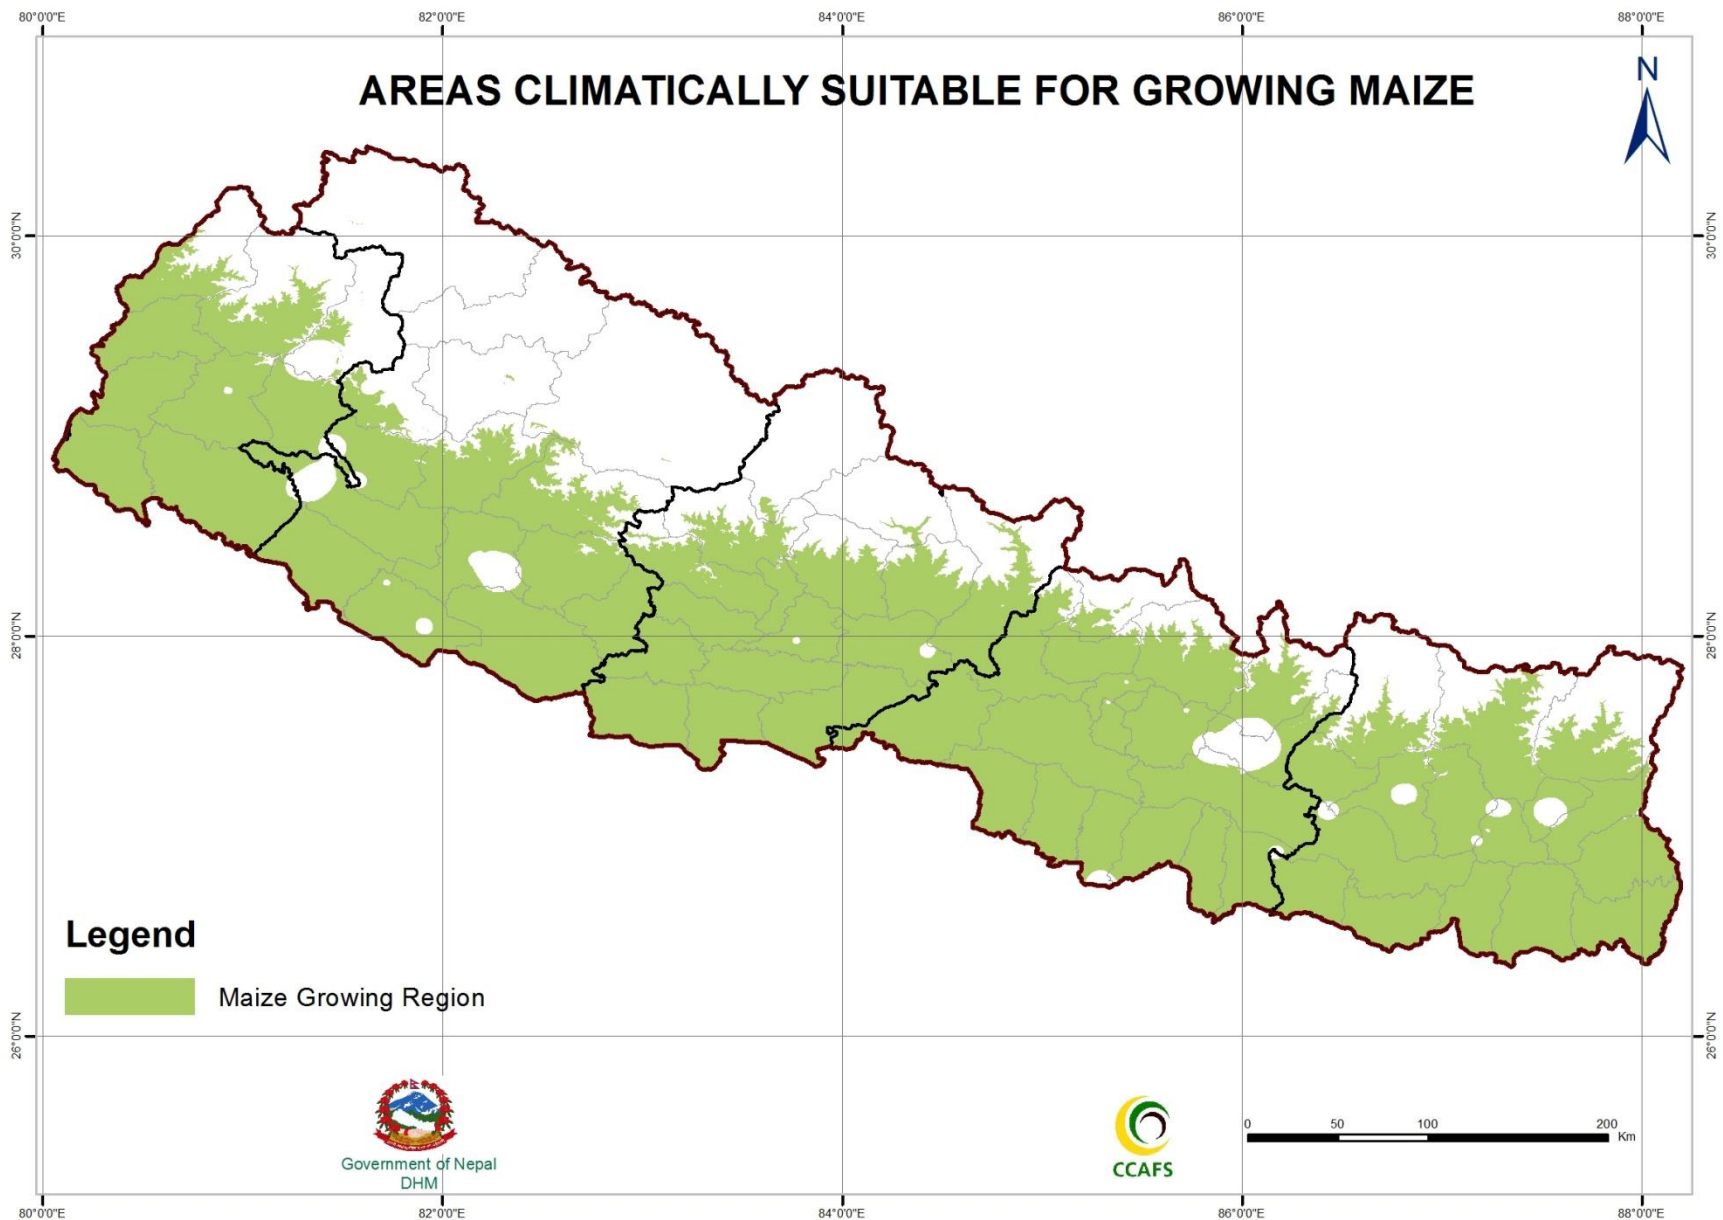 80°0'0"E 82°0'0"E 84°0'0"E 86°0'0"E 88°0'0"E
AREAS CLIMATICALLY SUITABLE FOR GROWING MAIZE
N
30°0'0"N 30°0'0"N
28°0'0"N 28°0'0"N
Legend
Maize Growing Region
26°0'0"N 26°0'0"N
Government of Nepal
DHM
CCAFS
0 50 100 200
Km
80°0'0"E 82°0'0"E 84°0'0"E 86°0'0"E 88°0'0"E